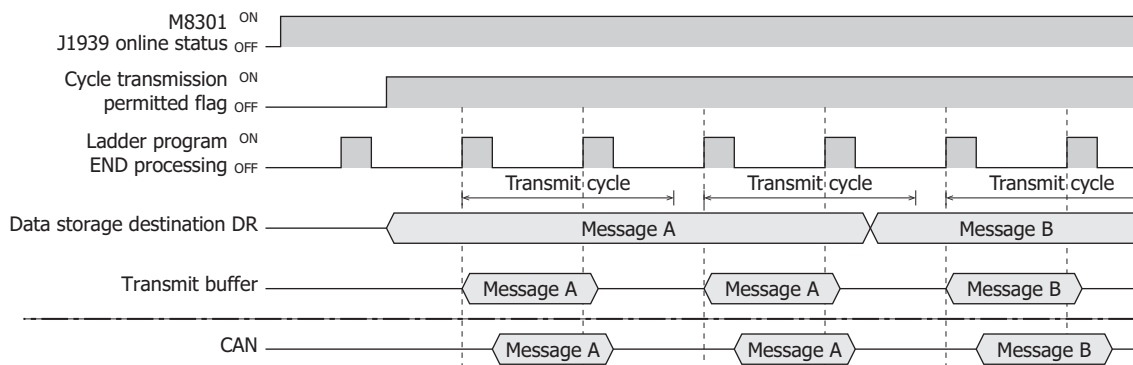 M8301 ON
J1939 online status OFF
Cycle transmission ON
permitted flag OFF
Ladder program ON
END processing OFF
Transmit cycle Transmit cycle Transmit cycle
Data storage destination DR Message A Message B
Transmit buffer Message A Message A Message B
CAN Message A Message A Message B